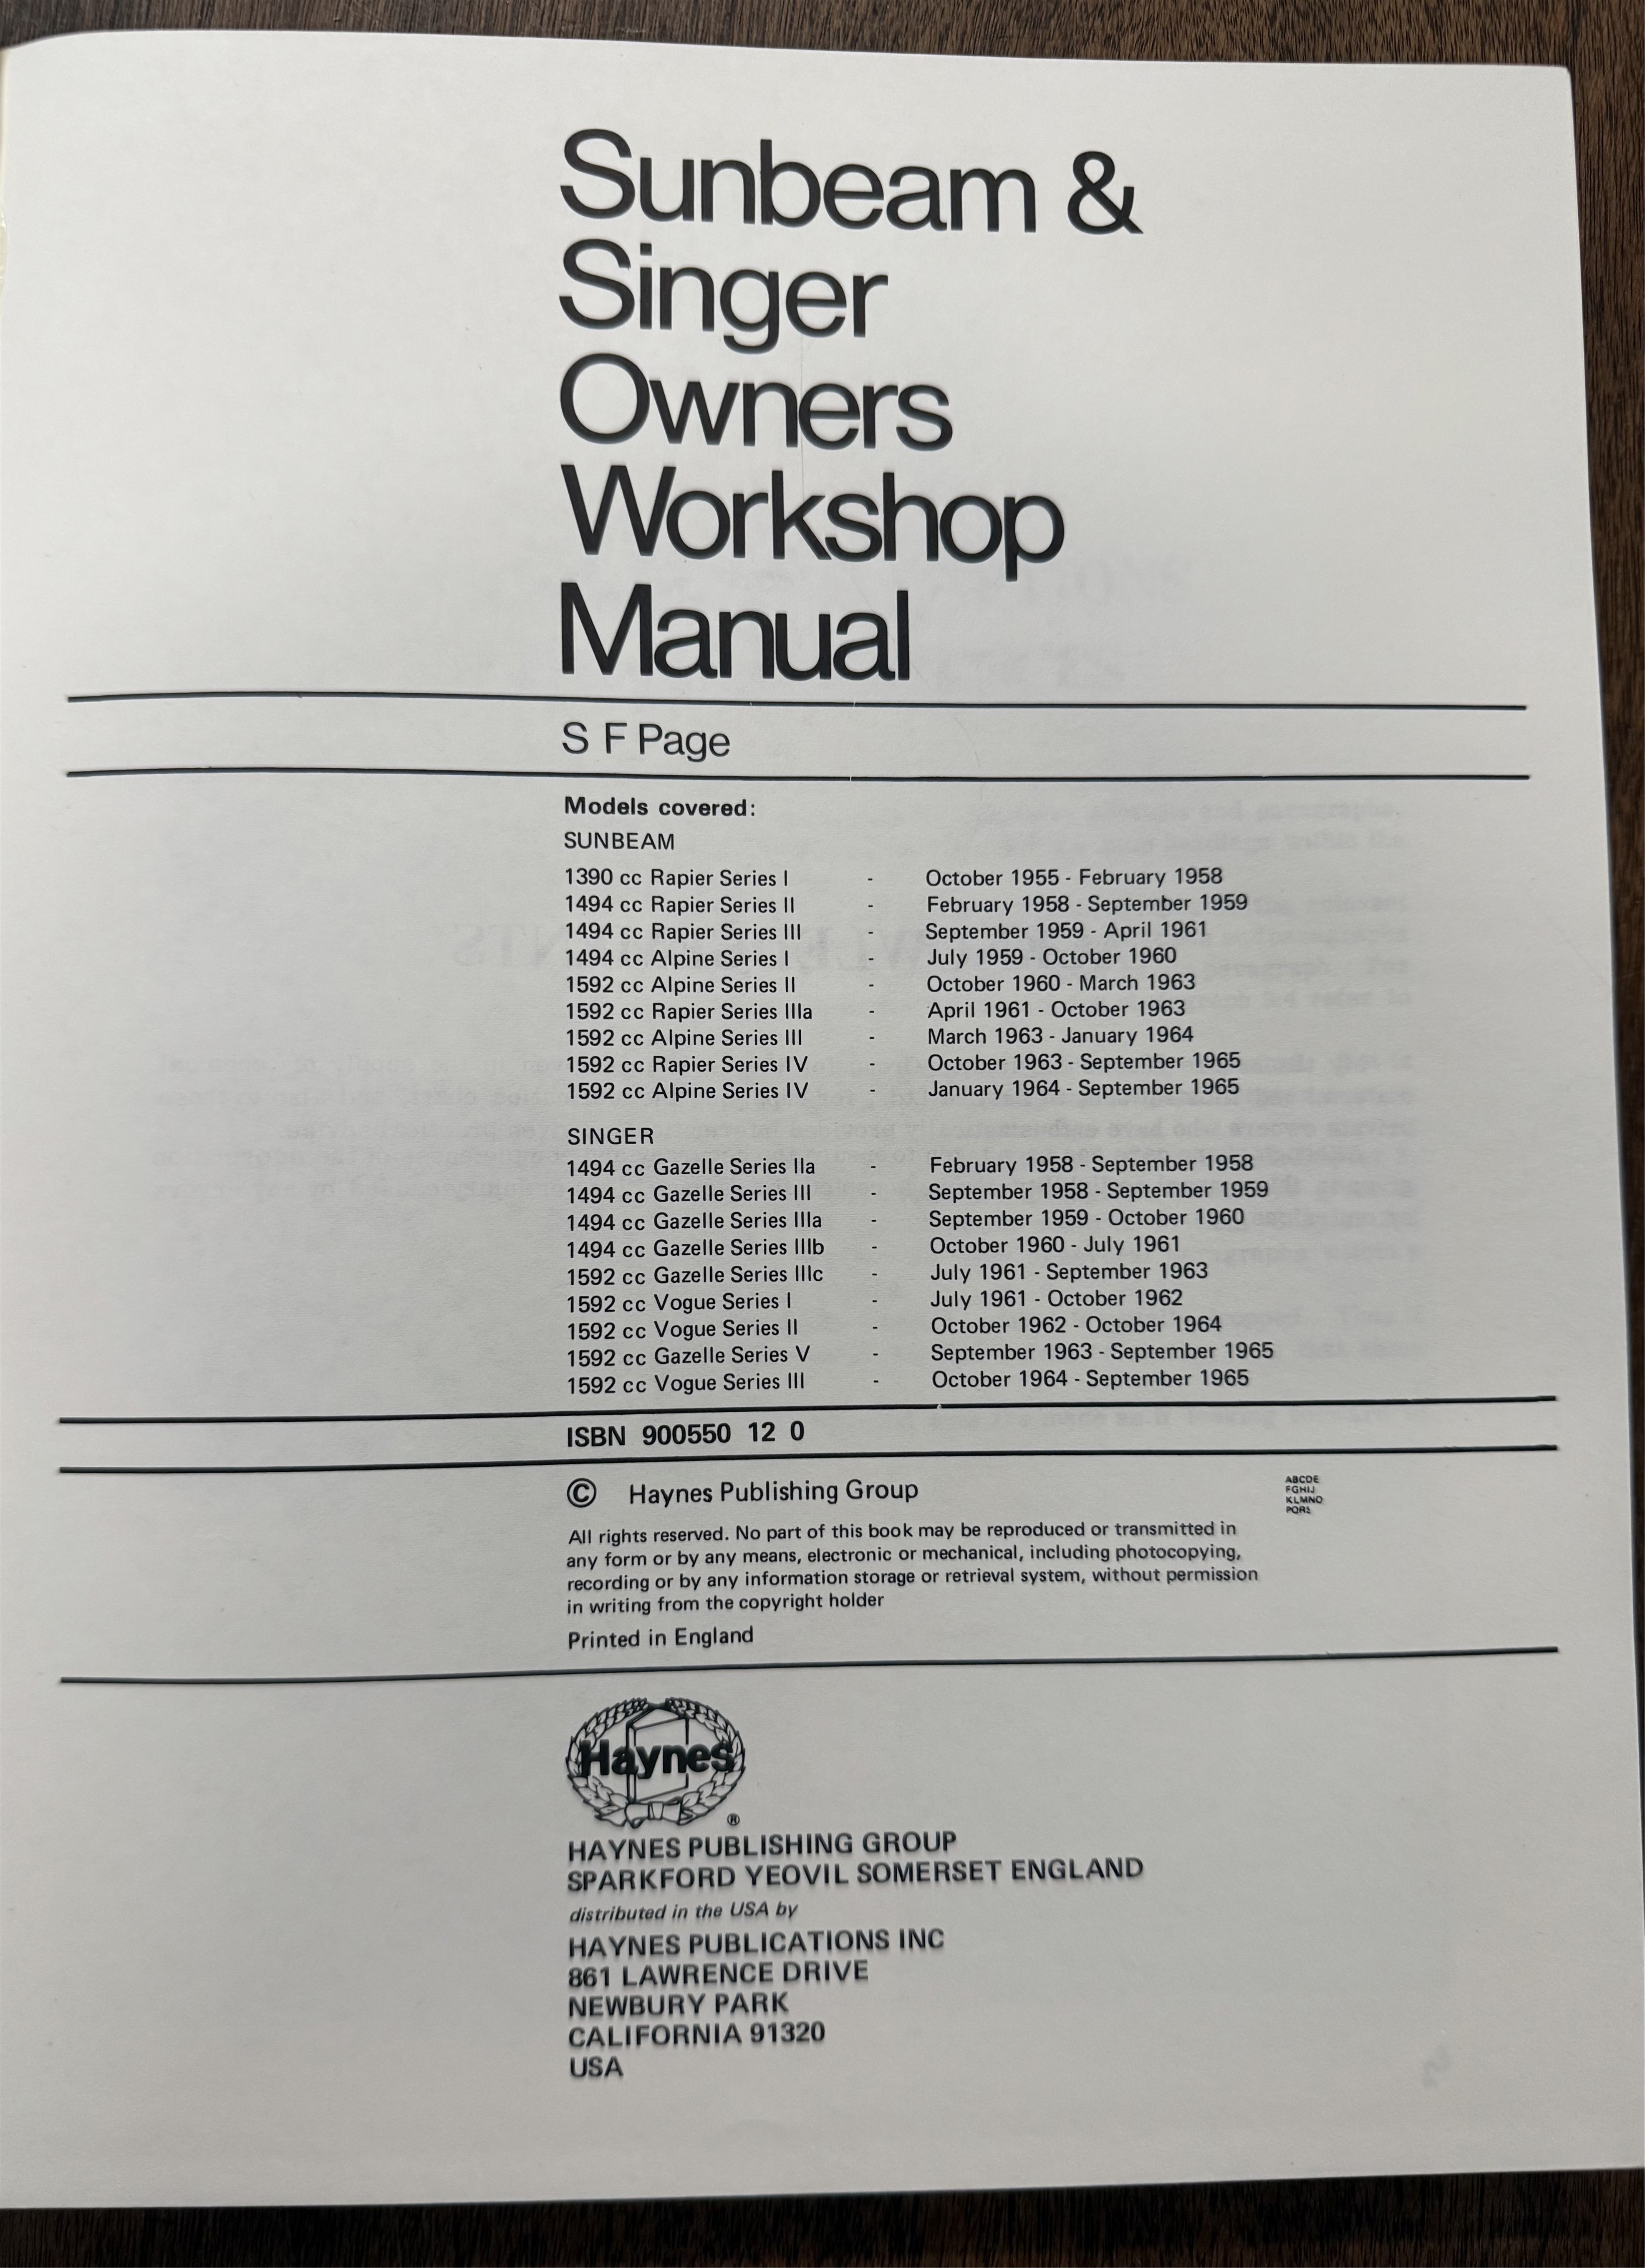 Sunbeam &
Singer
Owners
Workshop
Manual
S F Page
Models covered:
SUNBEAM
1390 cc Rapier Series I - October 1955 - February 1958
1494 cc Rapier Series II - February 1958 - September 1959
1494 cc Rapier Series III - September 1959 - April 1961
1494 cc Alpine Series I - July 1959 - October 1960
1592 cc Alpine Series II - October 1960 - March 1963
1592 cc Rapier Series IIIa - April 1961 - October 1963
1592 cc Alpine Series III - March 1963 - January 1964
1592 cc Rapier Series IV - October 1963 - September 1965
1592 cc Alpine Series IV - January 1964 - September 1965
SINGER
1494 cc Gazelle Series IIa - February 1958 - September 1958
1494 cc Gazelle Series III - September 1958 - September 1959
1494 cc Gazelle Series IIIa - September 1959 - October 1960
1494 cc Gazelle Series IIIb - October 1960 - July 1961
1592 cc Gazelle Series IIIc - July 1961 - September 1963
1592 cc Vogue Series I - July 1961 - October 1962
1592 cc Vogue Series II - October 1962 - October 1964
1592 cc Gazelle Series V - September 1963 - September 1965
1592 cc Vogue Series III - October 1964 - September 1965
ISBN 900550 12 0
© Haynes Publishing Group
ABCDE
FGHIJ
KLMNO
PQRS
All rights reserved. No part of this book may be reproduced or transmitted in
any form or by any means, electronic or mechanical, including photocopying,
recording or by any information storage or retrieval system, without permission
in writing from the copyright holder
Printed in England
Haynes
®
HAYNES PUBLISHING GROUP
SPARKFORD YEOVIL SOMERSET ENGLAND
distributed in the USA by
HAYNES PUBLICATIONS INC
861 LAWRENCE DRIVE
NEWBURY PARK
CALIFORNIA 91320
USA